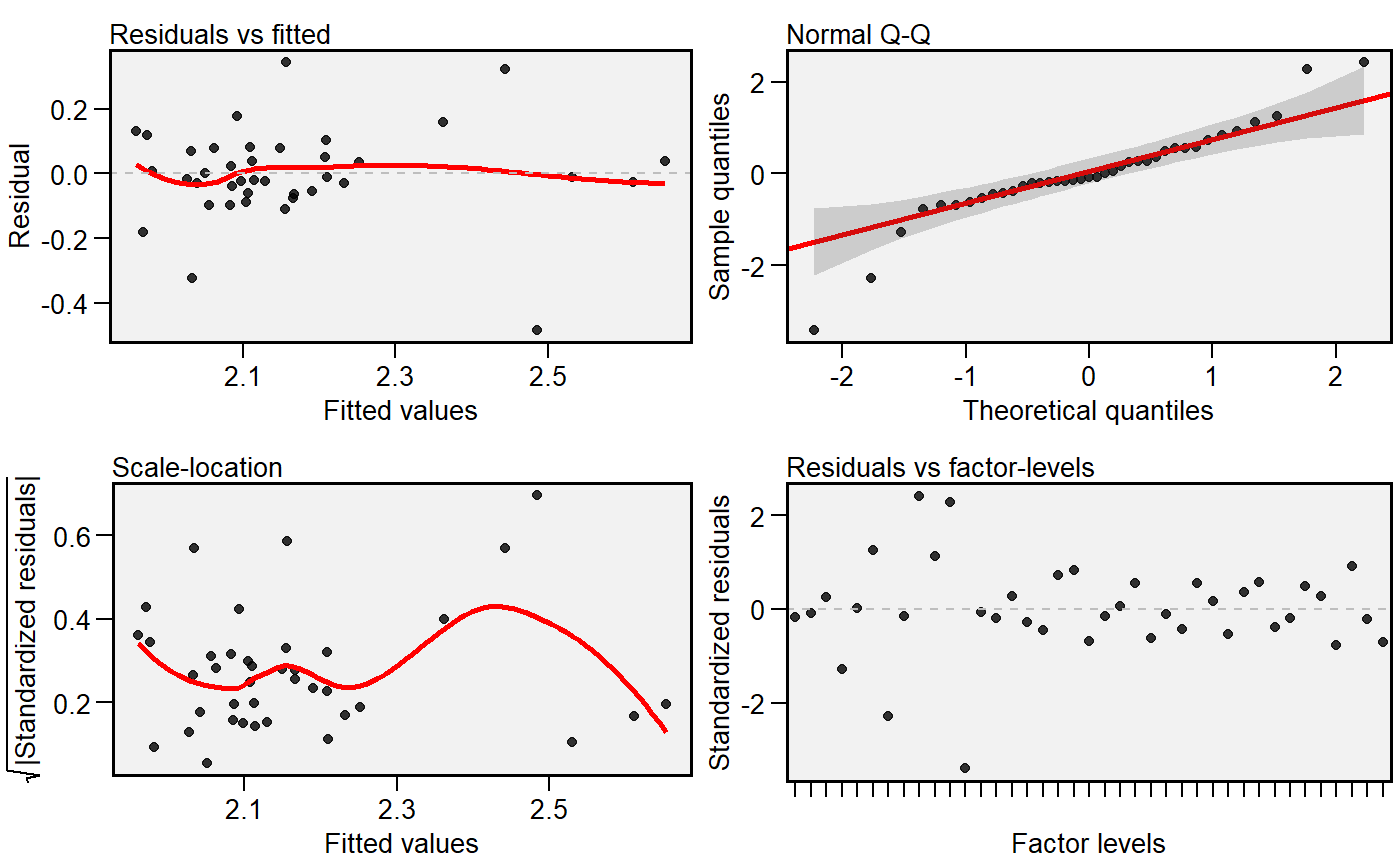 Residuals vs fitted
Residual
0.2
0.0
-0.2
-0.4
2.1
2.3
2.5
Fitted values
Normal Q-Q
Sample quantiles
2
0
-2
-2
-1
0
1
2
Theoretical quantiles
Scale-location
√|Standardized residuals|
0.6
0.4
0.2
2.1
2.3
2.5
Fitted values
Residuals vs factor-levels
Standardized residuals
2
0
-2
Factor levels